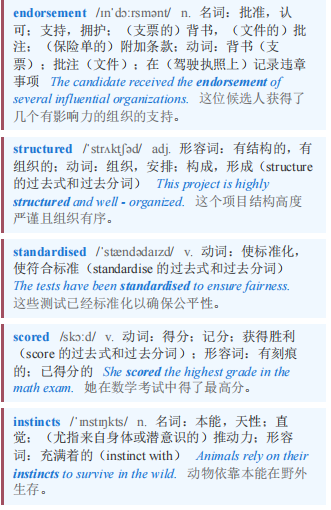 endorsement /ɪnˈdɔːrsmənt/ n. 名词：批准，认
可；支持，拥护；（支票的）背书，（文件的）批
注；（保险单的）附加条款；动词：背书（支
票）；批注（文件）；在（驾驶执照上）记录违章
事项 The candidate received the endorsement of
several influential organizations. 这位候选人获得了
几个有影响力的组织的支持。
structured /ˈstrʌktʃəd/ adj. 形容词：有结构的，有
组织的；动词：组织，安排；构成，形成（structure
的过去式和过去分词） This project is highly
structured and well - organized. 这个项目结构高度
严谨且组织有序。
standardised /ˈstændədaɪzd/ v. 动词：使标准化，
使符合标准（standardise 的过去式和过去分词）
The tests have been standardised to ensure fairness.
这些测试已经标准化以确保公平性。
scored /skɔːd/ v. 动词：得分；记分；获得胜利
（score 的过去式和过去分词）；形容词：有刻痕
的；已得分的 She scored the highest grade in the
math exam. 她在数学考试中得了最高分。
instincts /ˈɪnstɪŋkts/ n. 名词：本能，天性；直
觉；（尤指来自身体或潜意识的）推动力；形容
词：充满着的（instinct with） Animals rely on their
instincts to survive in the wild. 动物依靠本能在野外
生存。